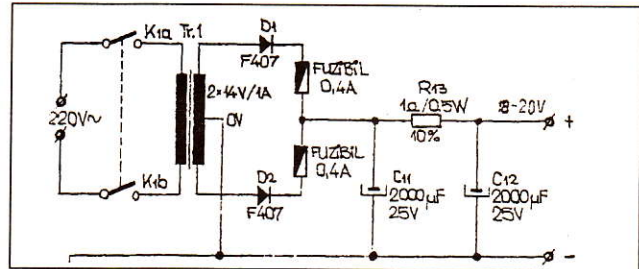 K1a
Tr.1
D1
F407
FUZIBIL
0,4A
R13
1Ω/0.5W
10%
18-20V
+
220V~
2×14V/1A
0V
FUZIBIL
0,4A
K1b
D2
F407
C11
2000µF
25V
C12
2000µF
25V
-